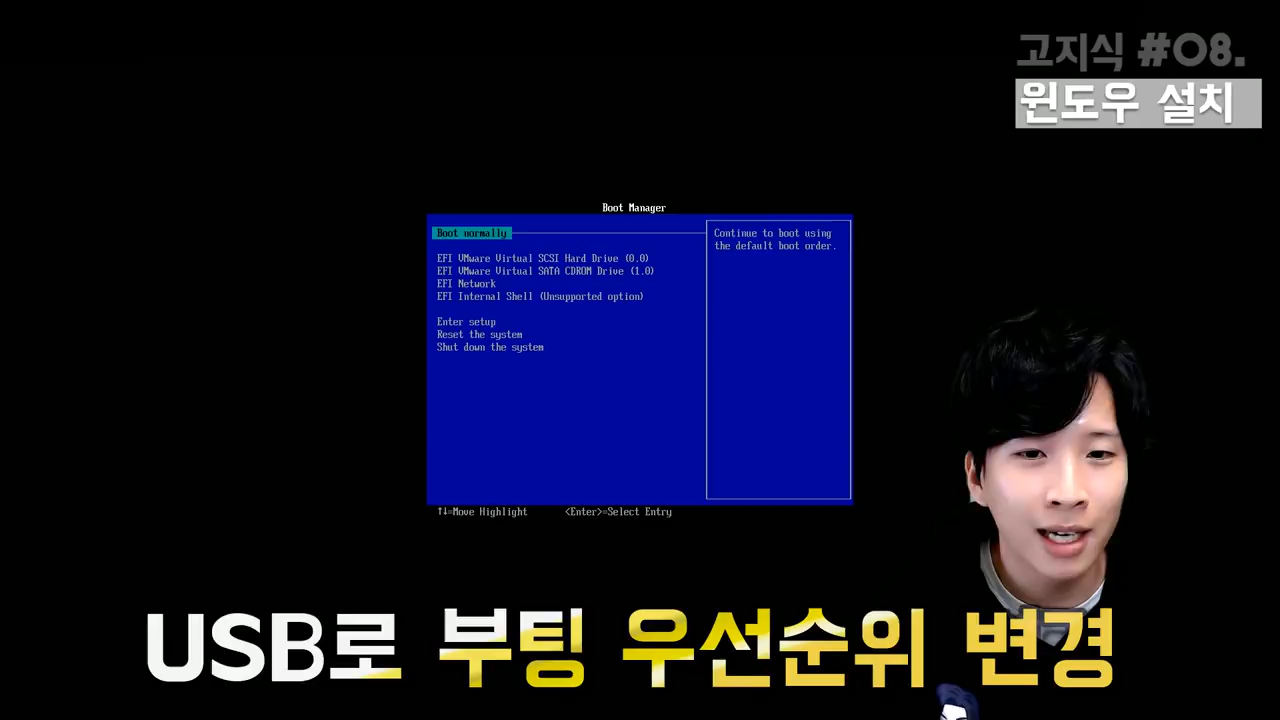 고지식 #08.
윈도우 설치
Boot Manager
Boot normally
EFI VMware Virtual SCSI Hard Drive (0.0)
EFI VMware Virtual SATA CDROM Drive (1.0)
EFI Network
EFI Internal Shell (Unsupported option)
Enter setup
Reset the system
Shut down the system
Continue to boot using
the default boot order.
↑↓=Move Highlight <Enter>=Select Entry
USB로 부팅 우선순위 변경